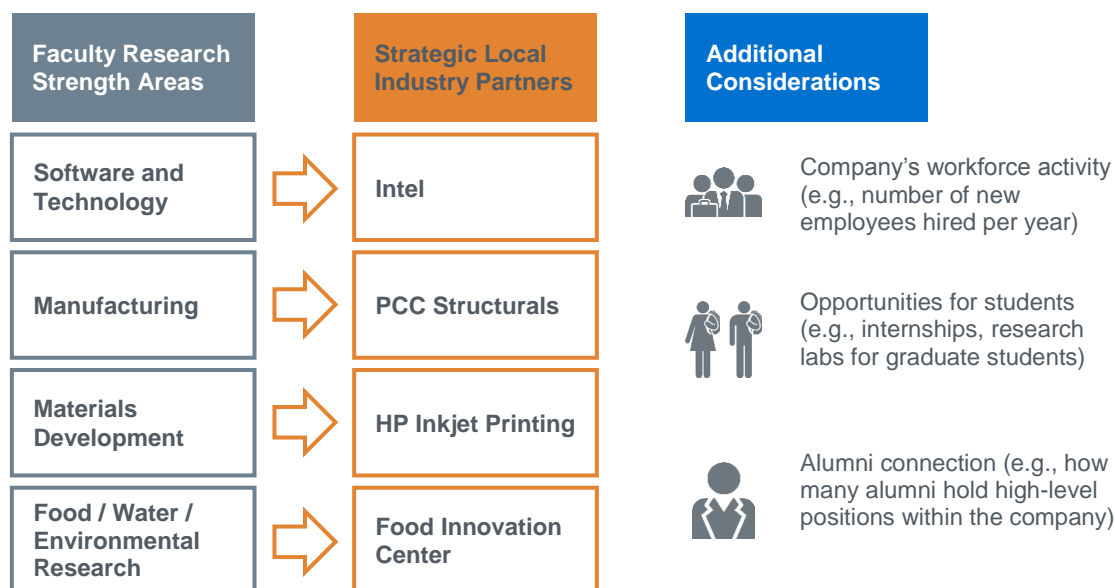 Faculty Research
Strength Areas
Strategic Local
Industry Partners
Additional
Considerations
Software and
Technology
Intel
Company's workforce activity
(e.g., number of new
employees hired per year)
Manufacturing
PCC Structurals
Opportunities for students
(e.g., internships, research
labs for graduate students)
Materials
Development
HP Inkjet Printing
Alumni connection (e.g., how
many alumni hold high-level
positions within the company)
Food / Water /
Environmental
Research
Food Innovation
Center